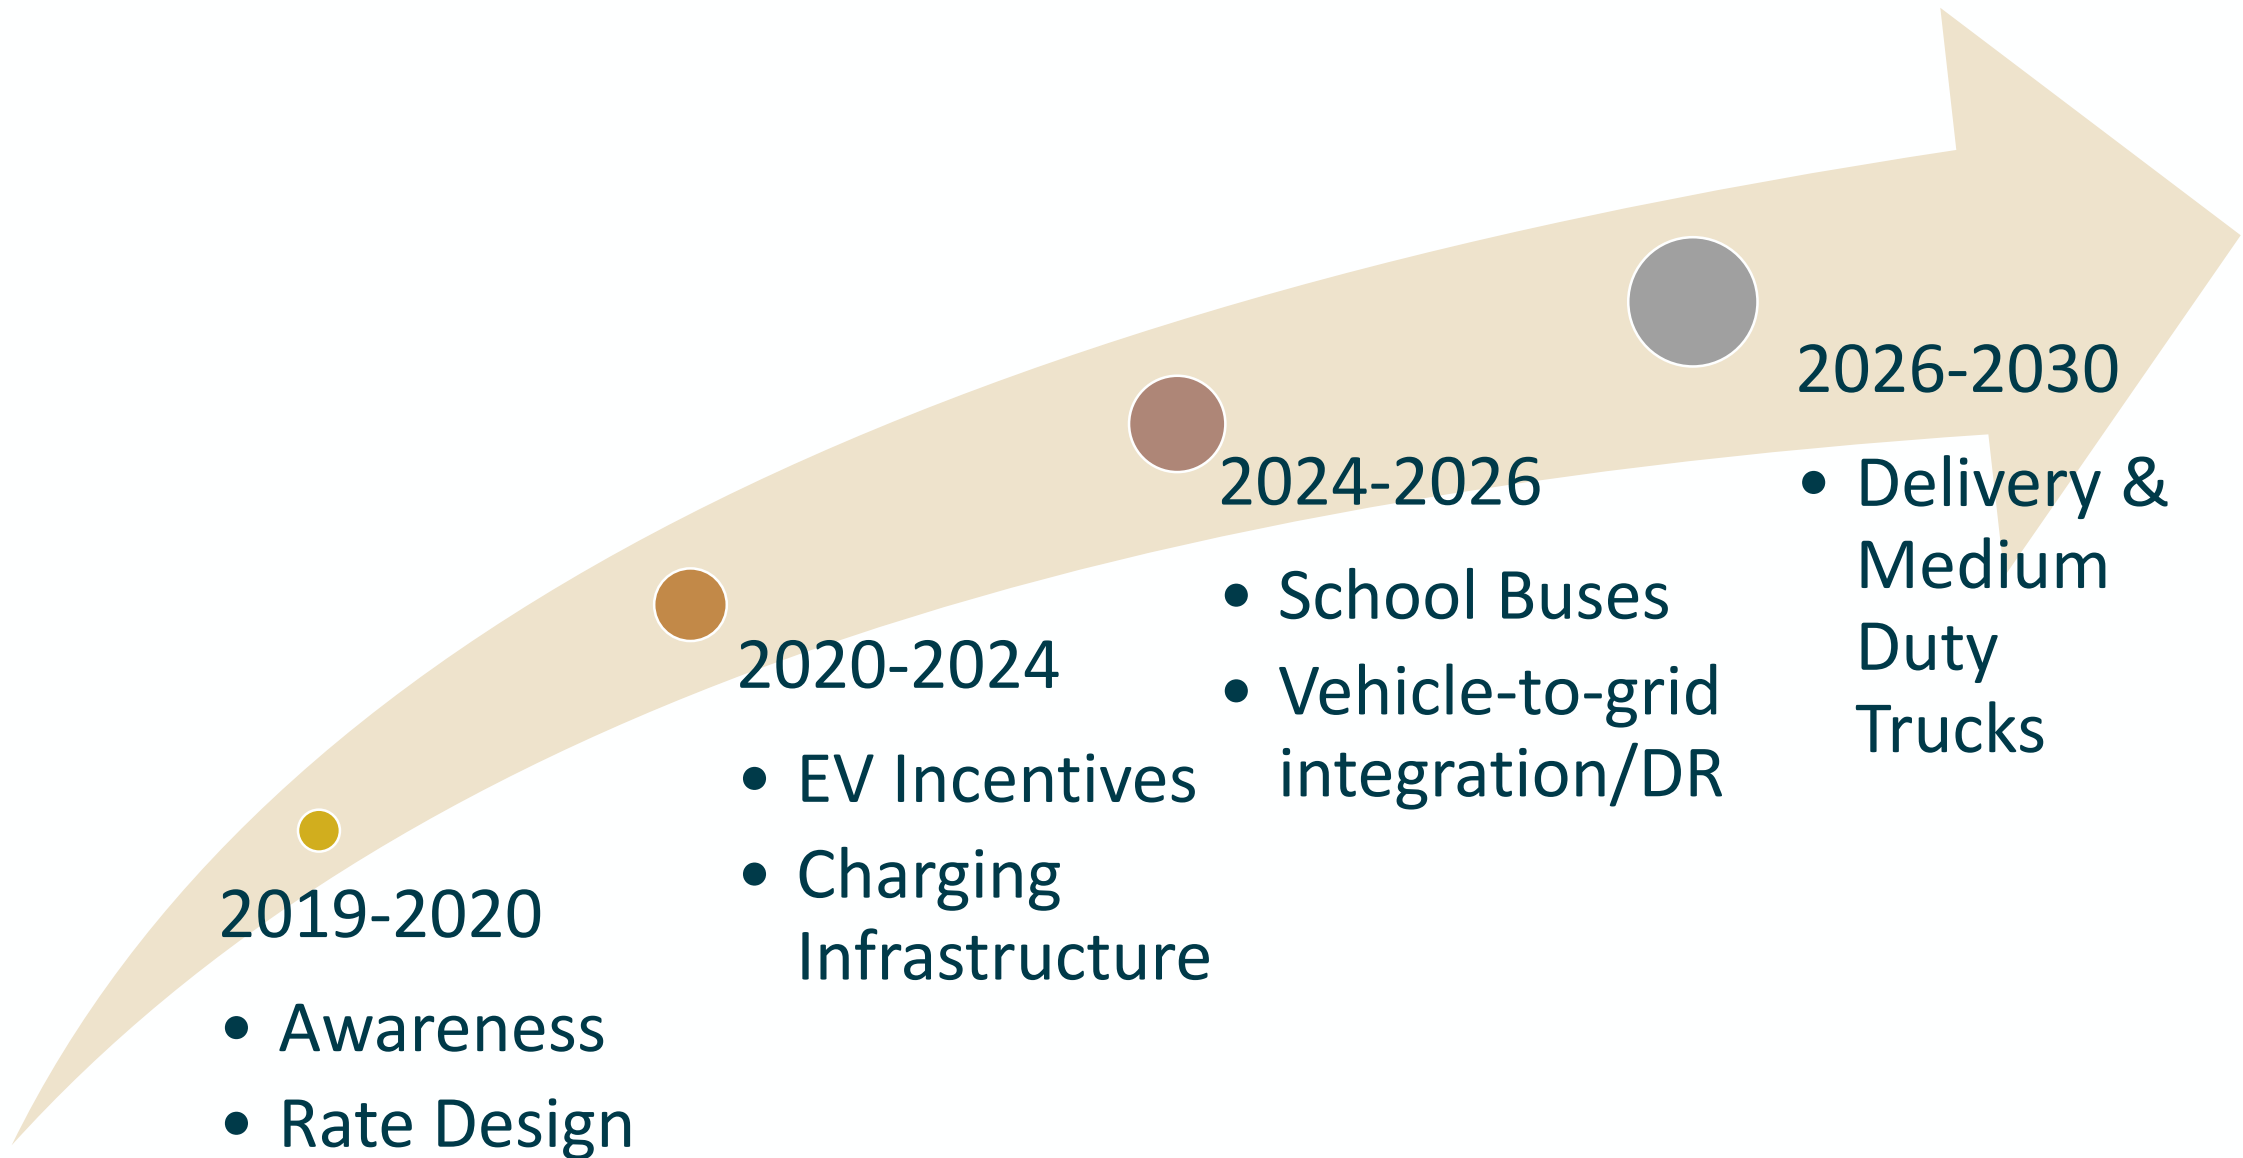 2019-2020
• Awareness
• Rate Design
2020-2024
• EV Incentives
• Charging
Infrastructure
2024-2026
• School Buses
• Vehicle-to-grid
integration/DR
2026-2030
• Delivery &
Medium
Duty
Trucks